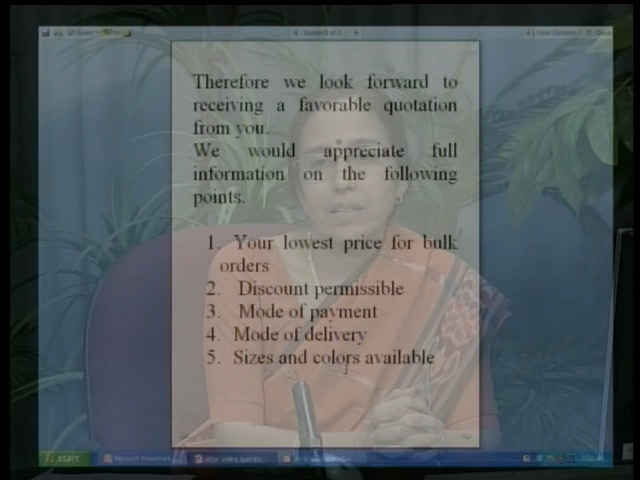 Therefore we look forward to
receiving a favorable quotation
from you.
We would appreciate full
information on the following
points.
1. Your lowest price for bulk
orders
2. Discount permissible
3. Mode of payment
4. Mode of delivery
5. Sizes and colors available
start